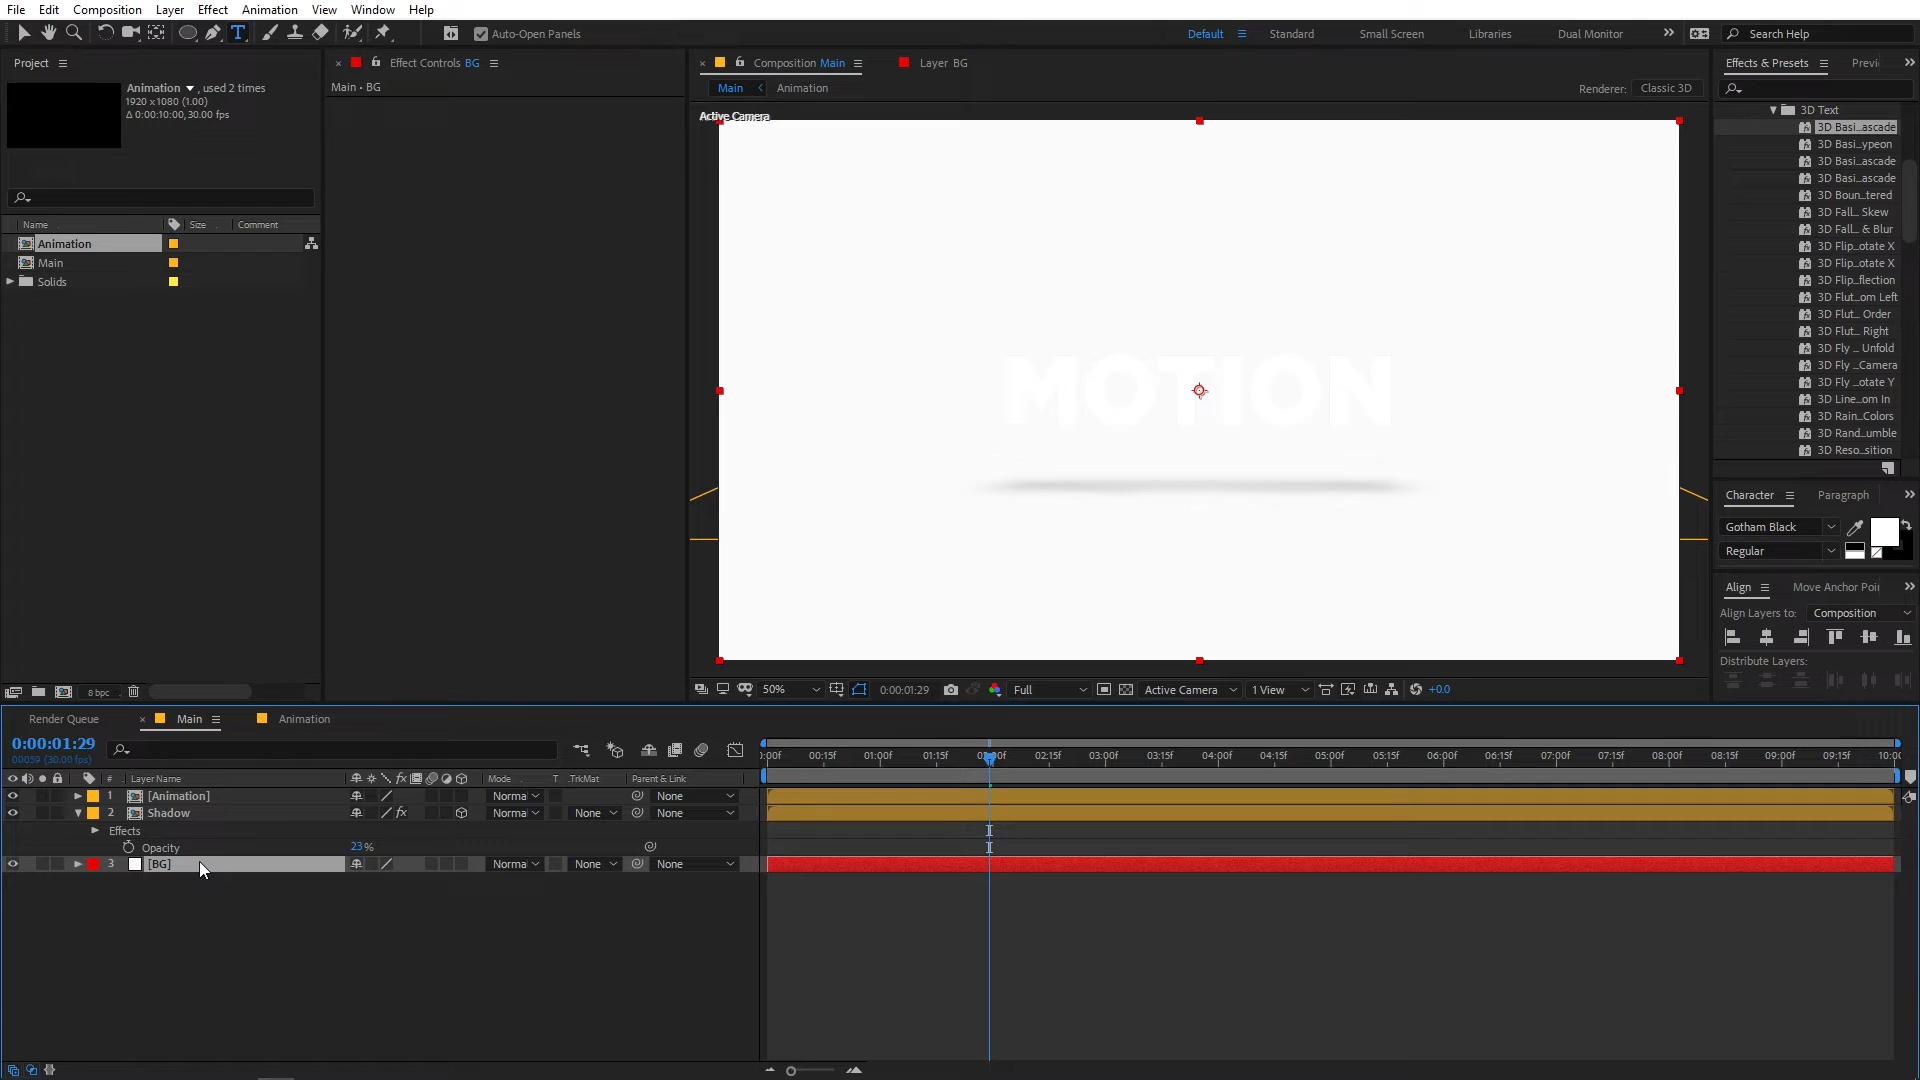 File Edit Composition Layer Effect Animation View Window Help
Auto-Open Panels
Default Standard Small Screen Libraries Dual Monitor Search Help
Project
Animation , used 2 times
1920 x1080 (1.00)
Δ 0:00:10:00, 30.00 fps
Name Size Comment
Animation
Main
Solids
8 bpc
Effect Controls BG
Main • BG
Composition Main Layer BG
Main Animation Renderer: Classic 3D
Active Camera
MOTION
50% 0:00:01:29 Full Active Camera 1 View +0.0
Effects & Presets Previ
3D Text
3D Basi...ascade
3D Basi...ypeon
3D Basi...ascade
3D Basi...ascade
3D Boun...tered
3D Fall... Skew
3D Fall... & Blur
3D Flip...otate X
3D Flip...otate X
3D Flip...flection
3D Flut...om Left
3D Flut... Order
3D Flut... Right
3D Fly ... Unfold
3D Fly ...Camera
3D Fly ...otate Y
3D Line...om In
3D Rain...Colors
3D Rand...umble
3D Reso...sition
Character Paragraph
Gotham Black
Regular
Align Move Anchor Poi
Align Layers to: Composition
Distribute Layers:
Render Queue Main Animation
0:00:01:29
00059 (30.00 fps)
# Layer Name Mode T .TrkMat Parent & Link
:00f 00:15f 01:00f 01:15f 02:00f 02:15f 03:00f 03:15f 04:00f 04:15f 05:00f 05:15f 06:00f 06:15f 07:00f 07:15f 08:00f 08:15f 09:00f 09:15f 10:00
1 [Animation] Norma None
2 Shadow Norma None None
Effects
Opacity 23%
3 [BG] Norma None None